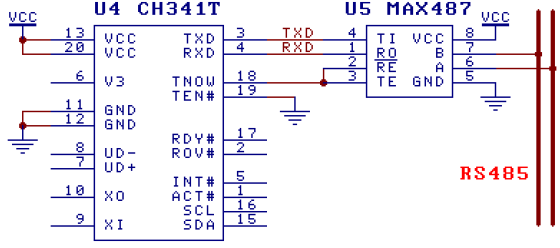 U4 CH341T
U5 MAX487
VCC
13 VCC TXD 3 TXD 4 TI VCC 8 VCC
20 VCC RXD 4 RXD 1 RO B 7
2 RE A 6
6 V3 TNOW 18 3 TE GND 5
TEN# 19
11 GND
12 GND
RDY# 17
8 UD- ROV# 2
7 UD+
RS485
INT# 5
10 XO ACT# 1
SCL 16
9 XI SDA 15